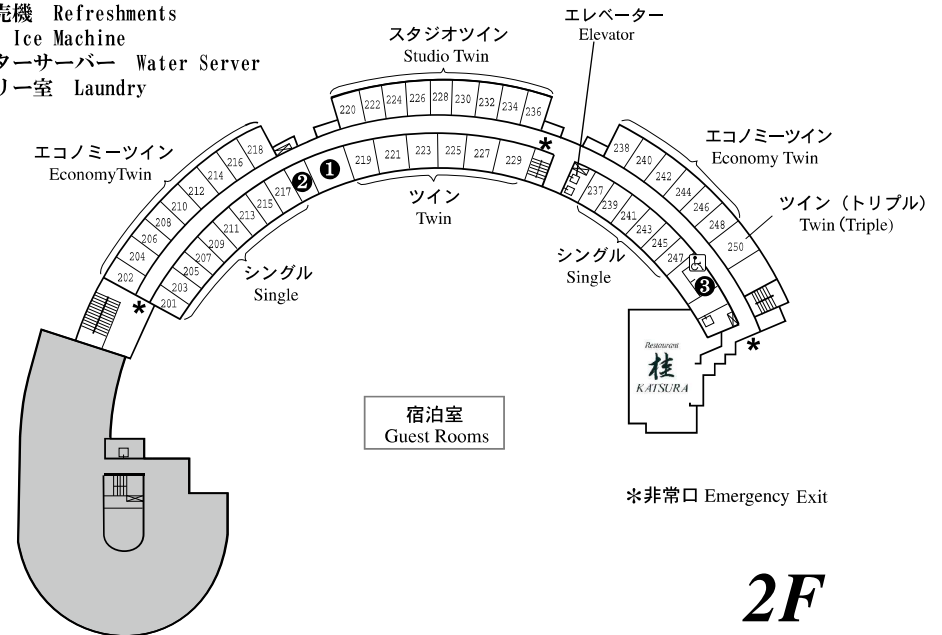 売機 Refreshments
Ice Machine
ターサーバー Water Server
リー室 Laundry
エレベーター
Elevator
スタジオツイン
Studio Twin
220 222 224 226 228 230 232 234 236
エコノミーツイン
EconomyTwin
202 204 206 208 210 212 214 216 218
エコノミーツイン
Economy Twin
238 240 242 244 246 248 250
ツイン（トリプル）
Twin (Triple)
201 203 205 207 209 211 213 215 217
❷ ❶
219 221 223 225 227 229
ツイン
Twin
シングル
Single
237 239 241 243 245 247
シングル
Single
❸
*
*
*
Restaurant
桂
KATSURA
宿泊室
Guest Rooms
＊非常口 Emergency Exit
2F